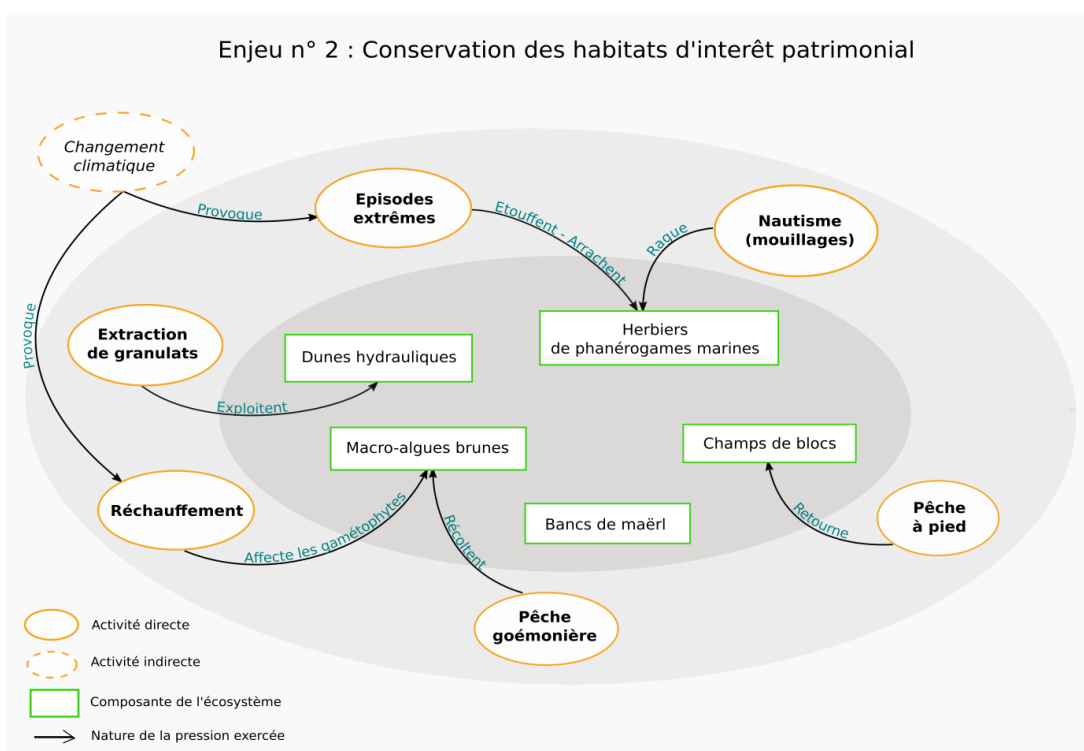 Enjeu n° 2 : Conservation des habitats d'interêt patrimonial
Changement
climatique
Provoque
Episodes
extrêmes
Etouffent - Arrachent
Nautisme
(mouillages)
Rague
Provoque
Extraction
de granulats
Exploitent
Dunes hydrauliques
Herbiers
de phanérogames marines
Macro-algues brunes
Champs de blocs
Réchauffement
Affecte les gamétophytes
Récoltent
Bancs de maërl
Retourne
Pêche
à pied
Pêche
goémonière
Activité directe
Activité indirecte
Composante de l'écosystème
Nature de la pression exercée